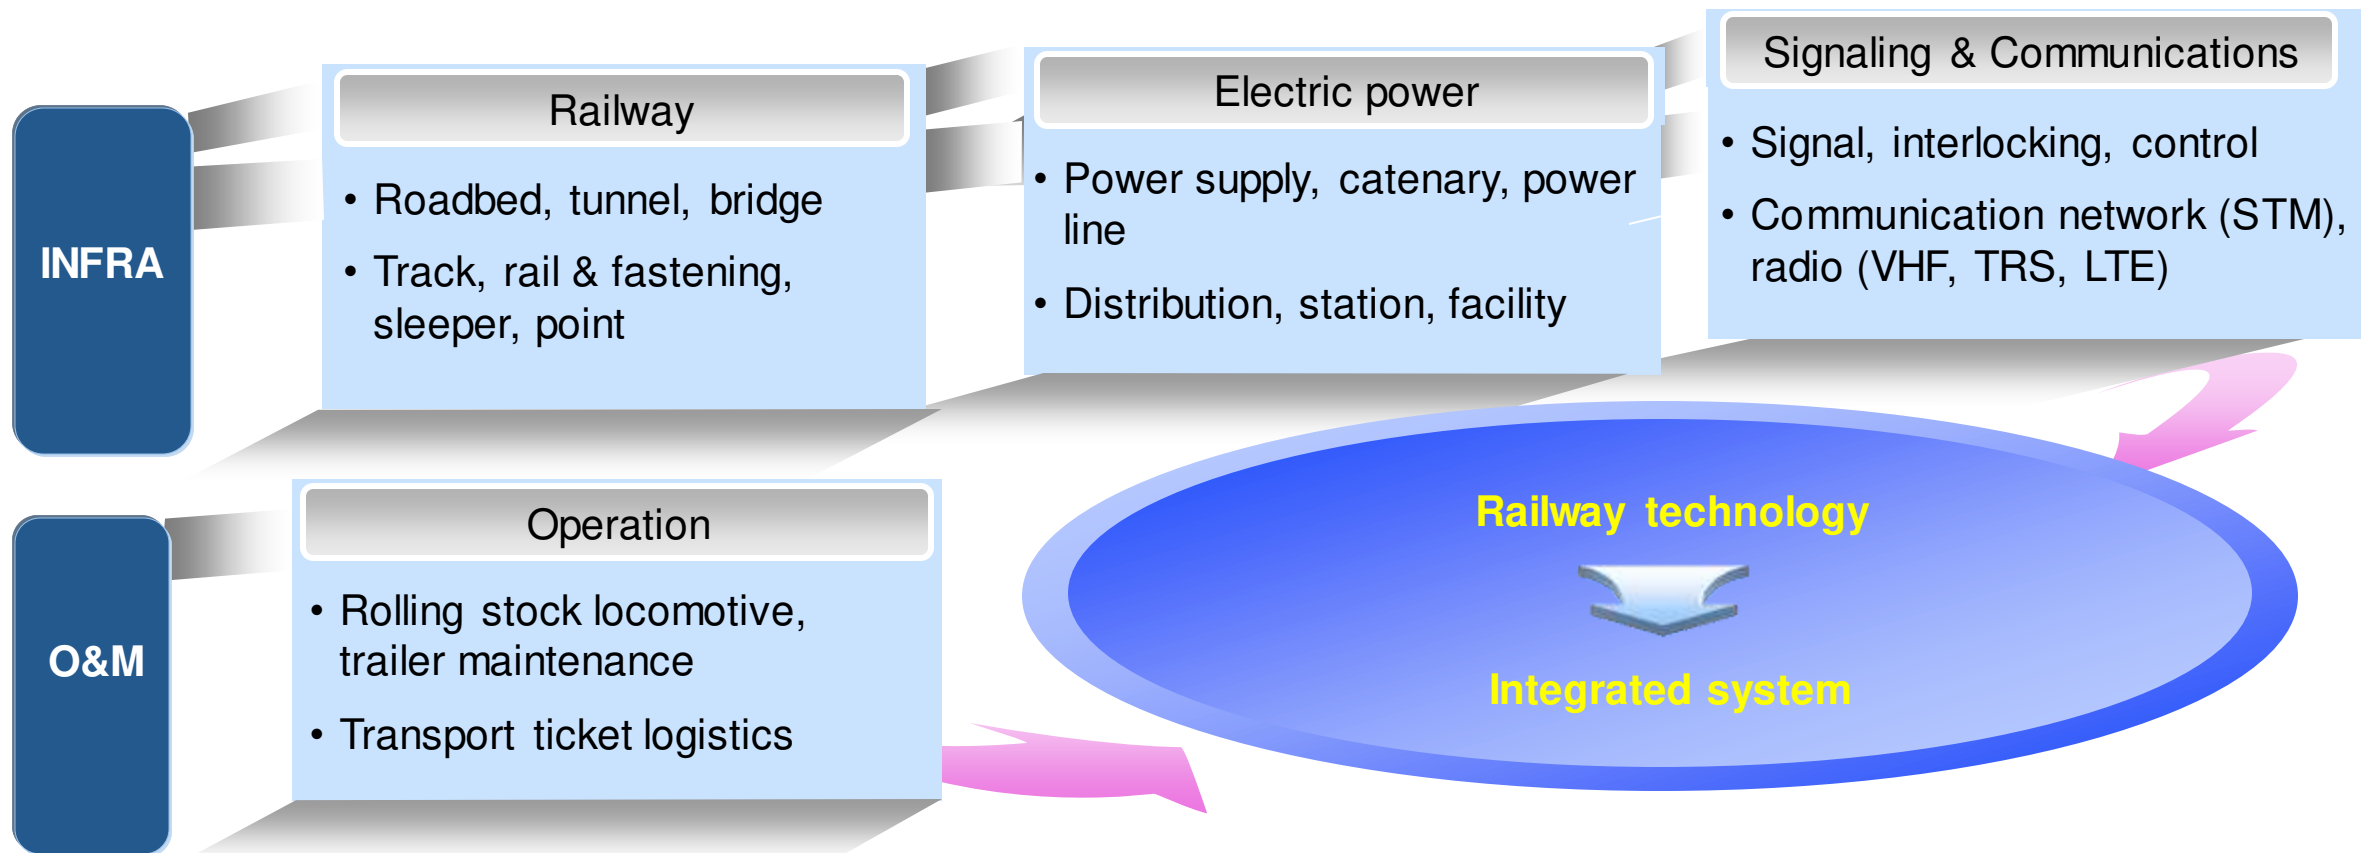 INFRA
Railway
• Roadbed, tunnel, bridge
• Track, rail & fastening,
sleeper, point
Electric power
• Power supply, catenary, power
line
• Distribution, station, facility
Signaling & Communications
• Signal, interlocking, control
• Communication network (STM),
radio (VHF, TRS, LTE)
O&M
Operation
• Rolling stock locomotive,
trailer maintenance
• Transport ticket logistics
Railway technology
Integrated system